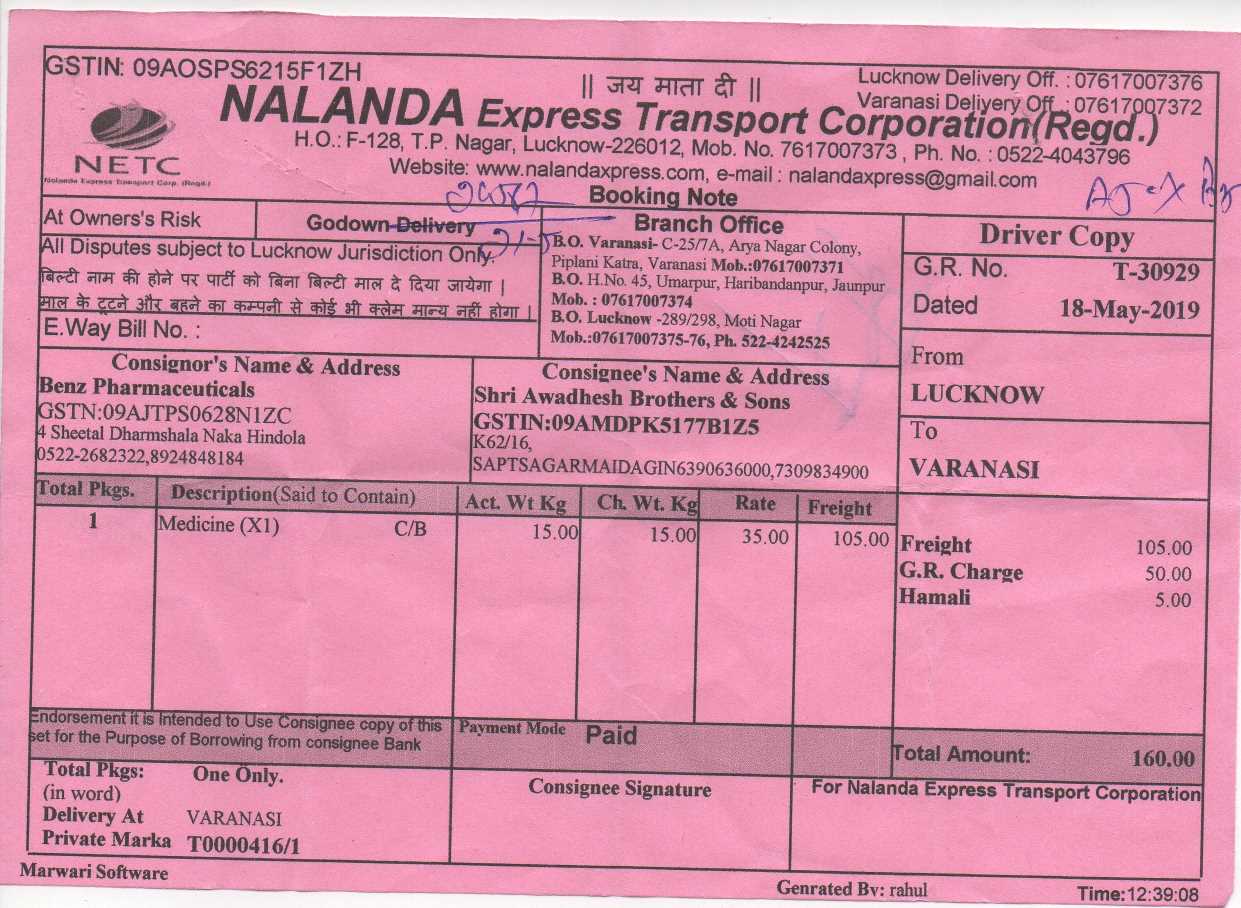 GSTIN: 09AOSPS6215F1ZH
|| जय माता दी ||
Lucknow Delivery Off. : 07617007376
Varanasi Delivery Off. : 07617007372
NALANDA Express Transport Corporation(Regd.)
NETC
Nalanda Express Transport Corp. (Regd.)
H.O.: F-128, T.P. Nagar, Lucknow-226012, Mob. No. 7617007373 , Ph. No. : 0522-4043796
Website: www.nalandaxpress.com, e-mail : nalandaxpress@gmail.com
Booking Note
At Owners's Risk
Godown Delivery
All Disputes subject to Lucknow Jurisdiction Only.
बिल्टी नाम की होने पर पार्टी को बिना बिल्टी माल दे दिया जायेगा |
माल के टूटने और बहने का कम्पनी से कोई भी क्लेम मान्य नहीं होगा |
E.Way Bill No. :
Branch Office
B.O. Varanasi- C-25/7A, Arya Nagar Colony,
Piplani Katra, Varanasi Mob.:07617007371
B.O. H.No. 45, Umarpur, Haribandanpur, Jaunpur
Mob. : 07617007374
B.O. Lucknow -289/298, Moti Nagar
Mob.:07617007375-76, Ph. 522-4242525
Driver Copy
G.R. No. T-30929
Dated 18-May-2019
From
LUCKNOW
To
VARANASI
Consignor's Name & Address
Benz Pharmaceuticals
GSTN:09AJTPS0628N1ZC
4 Sheetal Dharmshala Naka Hindola
0522-2682322,8924848184
Consignee's Name & Address
Shri Awadhesh Brothers & Sons
GSTIN:09AMDPK5177B1Z5
K62/16,
SAPTSAGARMAIDAGIN6390636000,7309834900
Total Pkgs. Description(Said to Contain) Act. Wt Kg Ch. Wt. Kg Rate Freight
1 Medicine (X1) C/B 15.00 15.00 35.00 105.00
Freight 105.00
G.R. Charge 50.00
Hamali 5.00
Endorsement it is Intended to Use Consignee copy of this
set for the Purpose of Borrowing from consignee Bank
Payment Mode Paid
Total Amount: 160.00
Total Pkgs: One Only.
(in word)
Delivery At VARANASI
Private Marka T0000416/1
Consignee Signature
For Nalanda Express Transport Corporation
Marwari Software
Genrated By: rahul
Time:12:39:08